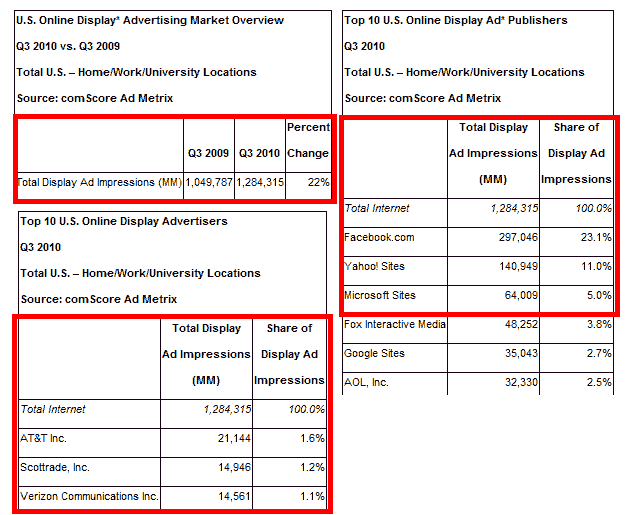 U.S. Online Display* Advertising Market Overview
Q3 2010 vs. Q3 2009
Total U.S. – Home/Work/University Locations
Source: comScore Ad Metrix
Percent
Q3 2009 Q3 2010 Change
Total Display Ad Impressions (MM) 1,049,787 1,284,315 22%
Top 10 U.S. Online Display Advertisers
Q3 2010
Total U.S. – Home/Work/University Locations
Source: comScore Ad Metrix
Total Display Share of
Ad Impressions Display Ad
(MM) Impressions
Total Internet 1,284,315 100.0%
AT&T Inc. 21,144 1.6%
Scottrade, Inc. 14,946 1.2%
Verizon Communications Inc. 14,561 1.1%
Top 10 U.S. Online Display Ad* Publishers
Q3 2010
Total U.S. – Home/Work/University Locations
Source: comScore Ad Metrix
Total Display Share of
Ad Impressions Display Ad
(MM) Impressions
Total Internet 1,284,315 100.0%
Facebook.com 297,046 23.1%
Yahoo! Sites 140,949 11.0%
Microsoft Sites 64,009 5.0%
Fox Interactive Media 48,252 3.8%
Google Sites 35,043 2.7%
AOL, Inc. 32,330 2.5%